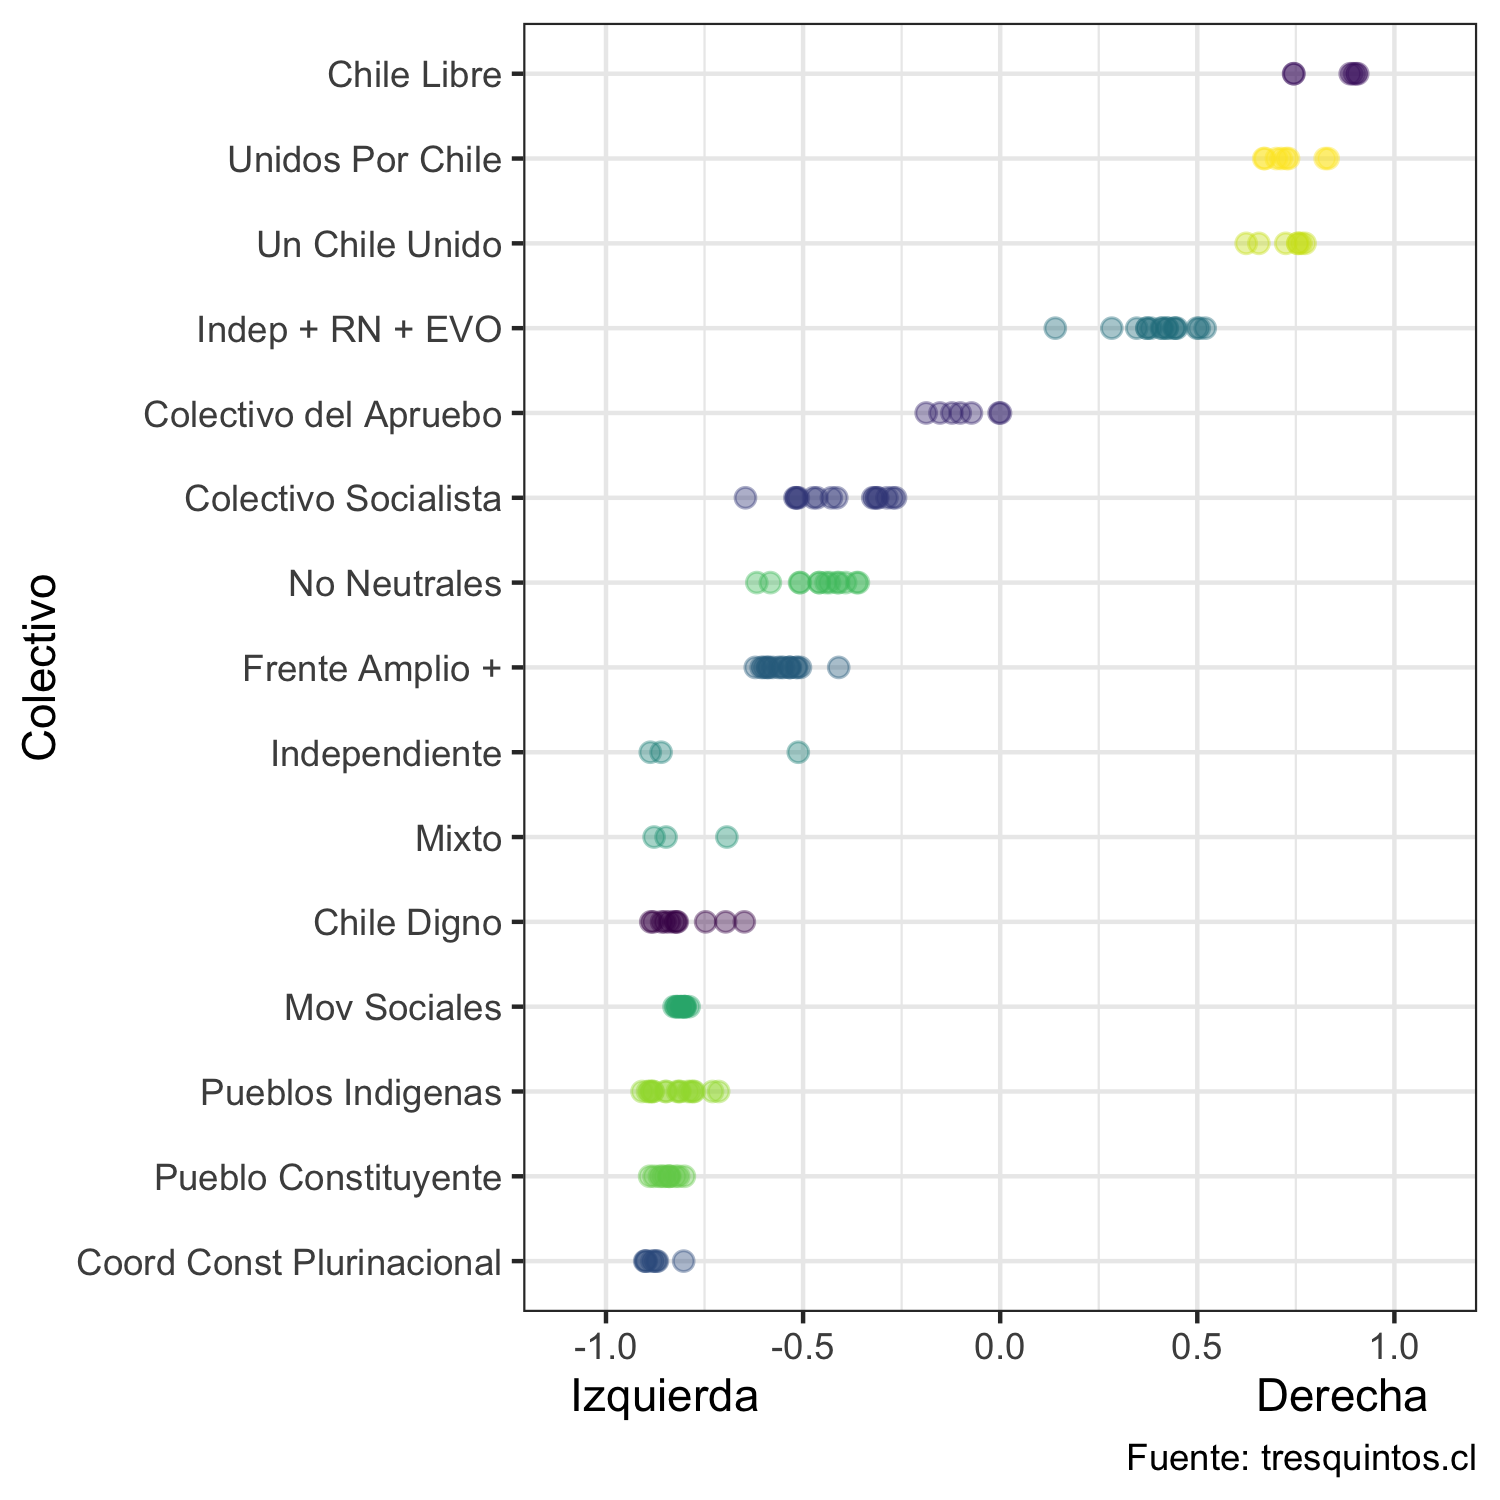 Colectivo
Chile Libre
Unidos Por Chile
Un Chile Unido
Indep + RN + EVO
Colectivo del Apruebo
Colectivo Socialista
No Neutrales
Frente Amplio +
Independiente
Mixto
Chile Digno
Mov Sociales
Pueblos Indigenas
Pueblo Constituyente
Coord Const Plurinacional
-1.0 -0.5 0.0 0.5 1.0
Izquierda Derecha
Fuente: tresquintos.cl